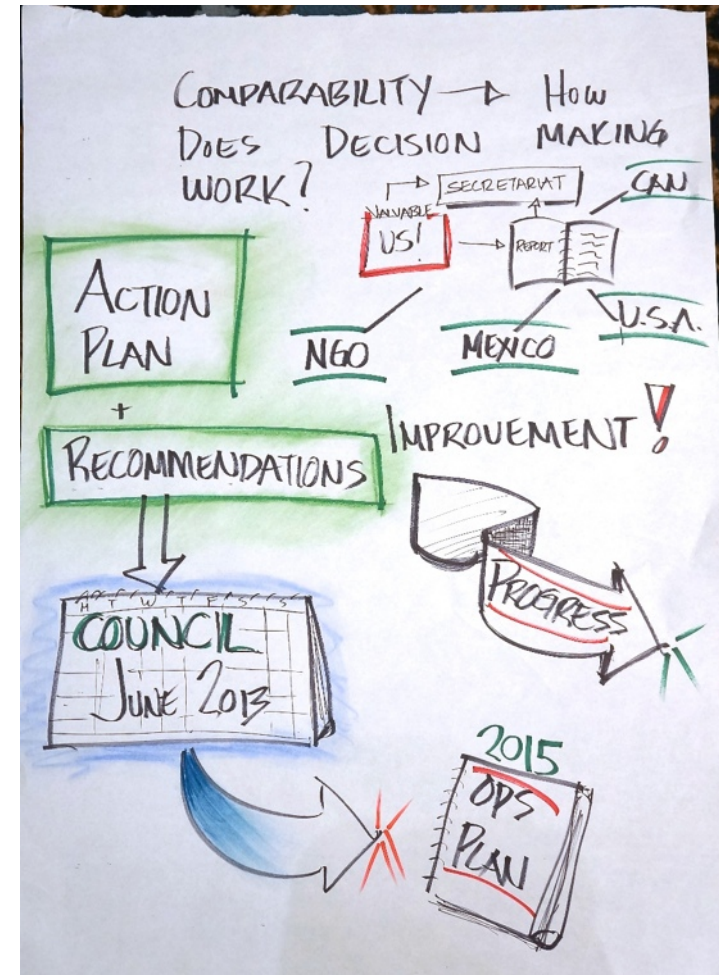 COMPARABILITY → HOW
DOES DECISION MAKING
WORK?
SECRETARIAT
CAN
VALUABLE
US!
REPORT
U.S.A.
NGO
MEXICO
ACTION
PLAN
+
RECOMMENDATIONS
IMPROVEMENT!
PROGRESS
M T W T F S S
COUNCIL
JUNE 2013
2015
OPS
PLAN